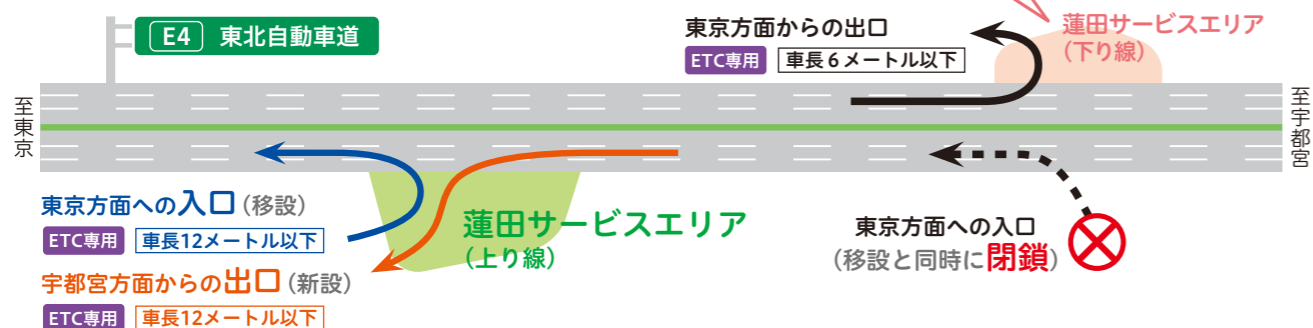 E4 東北自動車道
東京方面からの出口
ETC専用 車長6メートル以下
蓮田サービスエリア
(下り線)
至東京
至宇都宮
東京方面への入口(移設)
ETC専用 車長12メートル以下
宇都宮方面からの出口(新設)
ETC専用 車長12メートル以下
蓮田サービスエリア
(上り線)
東京方面への入口
(移設と同時に閉鎖)